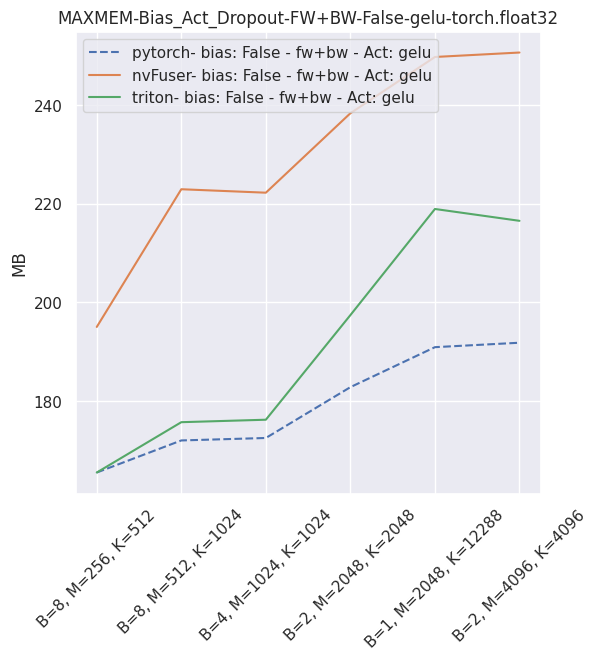 MAXMEM-Bias_Act_Dropout-FW+BW-False-gelu-torch.float32
pytorch- bias: False - fw+bw - Act: gelu
nvFuser- bias: False - fw+bw - Act: gelu
triton- bias: False - fw+bw - Act: gelu
240
220
200
180
MB
B=8, M=256, K=512
B=8, M=512, K=1024
B=4, M=1024, K=1024
B=2, M=2048, K=2048
B=1, M=2048, K=12288
B=2, M=4096, K=4096